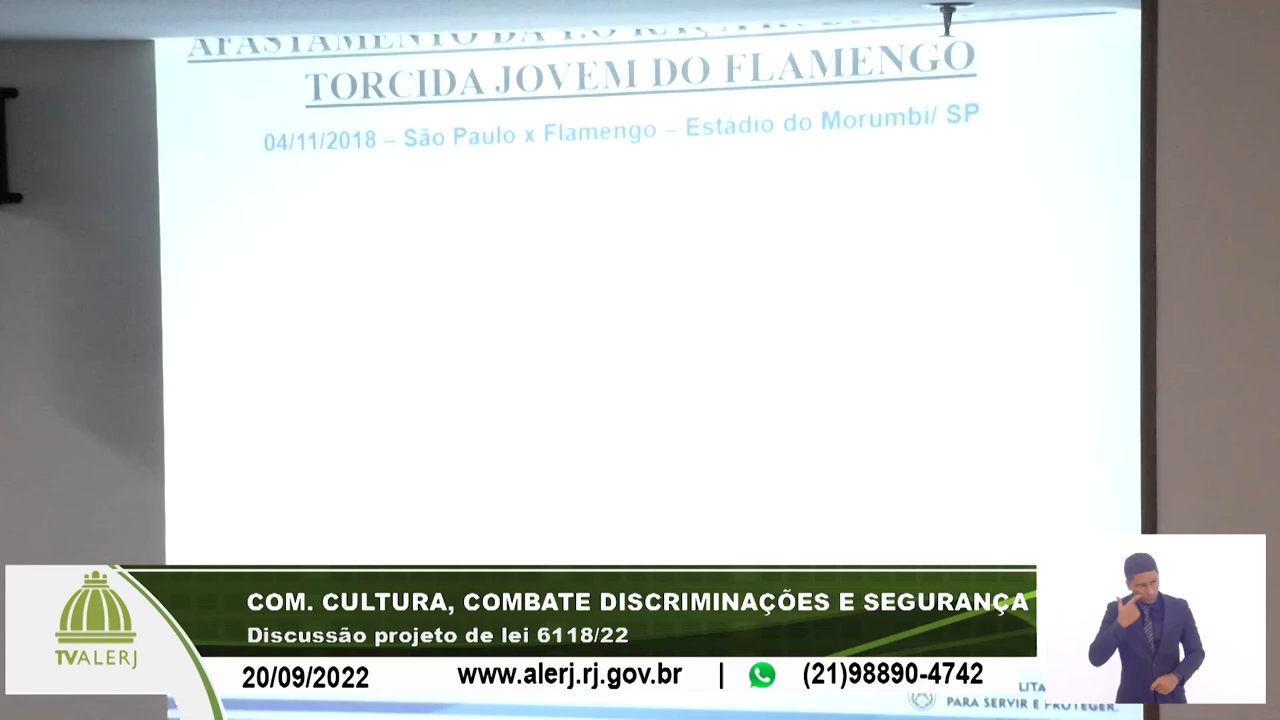 AFASTAMENTO DA
TORCIDA JOVEM DO FLAMENGO
04/11/2018 – São Paulo x Flamengo – Estádio do Morumbi/ SP
COM. CULTURA, COMBATE DISCRIMINAÇÕES E SEGURANÇA
Discussão projeto de lei 6118/22
TVALERJ
20/09/2022 www.alerj.rj.gov.br | (21)98890-4742
PARA SERVIR E PROTEGER.